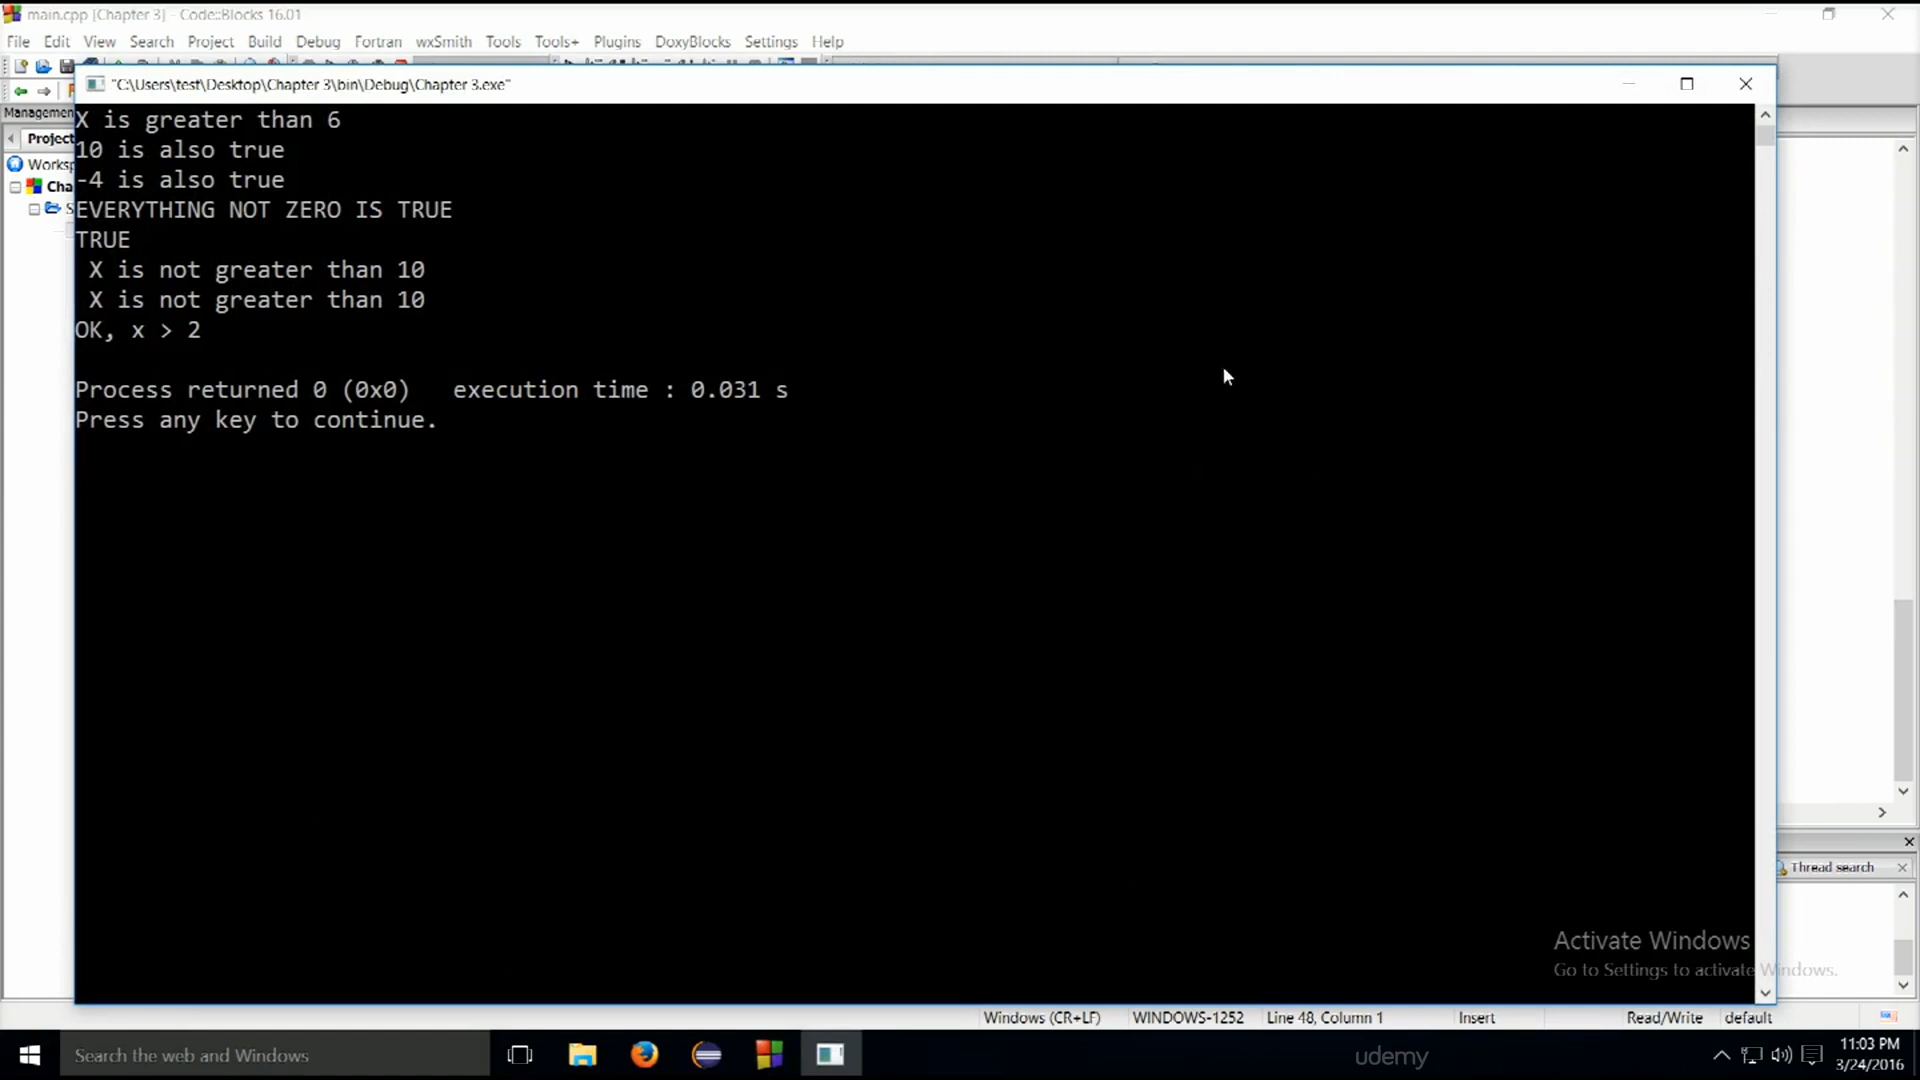 main.cpp [Chapter 3] - Code::Blocks 16.01
File Edit View Search Project Build Debug Fortran wxSmith Tools Tools+ Plugins DoxyBlocks Settings Help
"C:\Users\test\Desktop\Chapter 3\bin\Debug\Chapter 3.exe"
Managemen
Project
Worksp
Cha
S
X is greater than 6
10 is also true
-4 is also true
EVERYTHING NOT ZERO IS TRUE
TRUE
X is not greater than 10
X is not greater than 10
OK, x > 2
Process returned 0 (0x0) execution time : 0.031 s
Press any key to continue.
Thread search
Activate Windows
Go to Settings to activate Windows.
Windows (CR+LF) WINDOWS-1252 Line 48, Column 1 Insert Read/Write default
Search the web and Windows
udemy
11:03 PM
3/24/2016